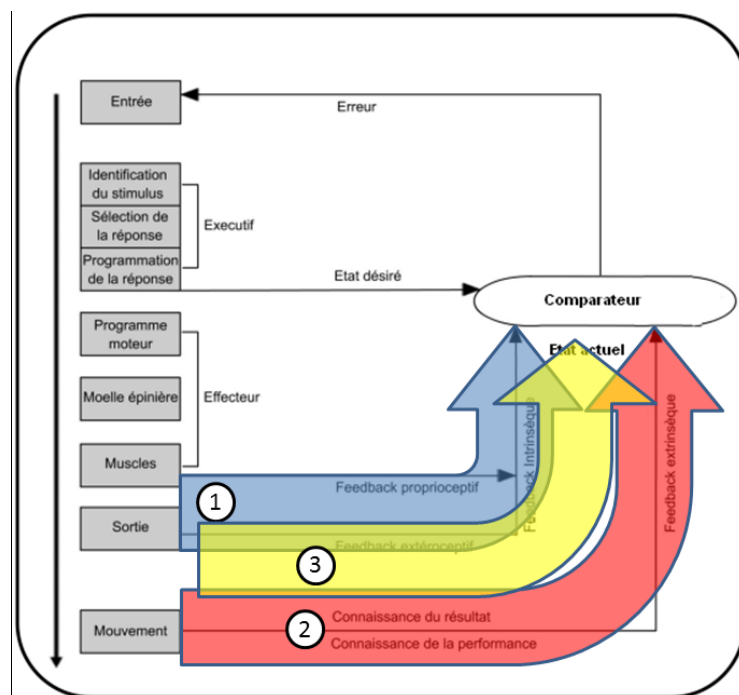 Entrée
Erreur
Identification
du stimulus
Sélection de
la réponse
Programmation
de la réponse
Executif
Etat désiré
Comparateur
Programme
moteur
Etat actuel
Moelle épinière
Effecteur
Muscles
Feedback proprioceptif
1
Sortie
Feedback extéroceptif
Feedback Intrinsèque
Feedback extrinsèque
3
Mouvement
2
Connaissance du résultat
Connaissance de la performance